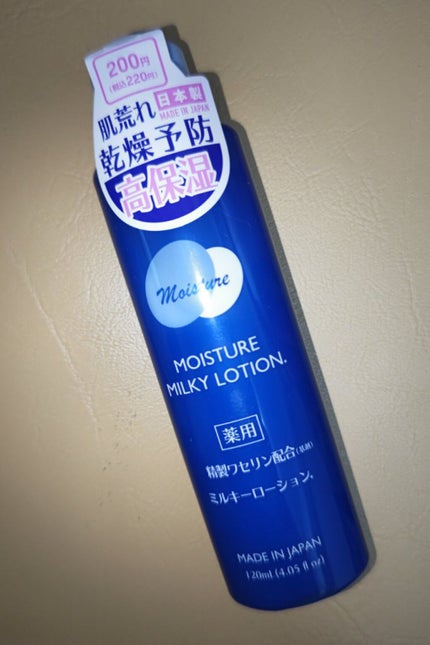 200円
(税込220円)
日本製
MADE IN JAPAN
肌荒れ
乾燥予防
高保湿
Moisture
MOISTURE
MILKY LOTION.
薬用
精製ワセリン配合(基剤)
ミルキーローション.
MADE IN JAPAN
120ml (4.05 fl oz)